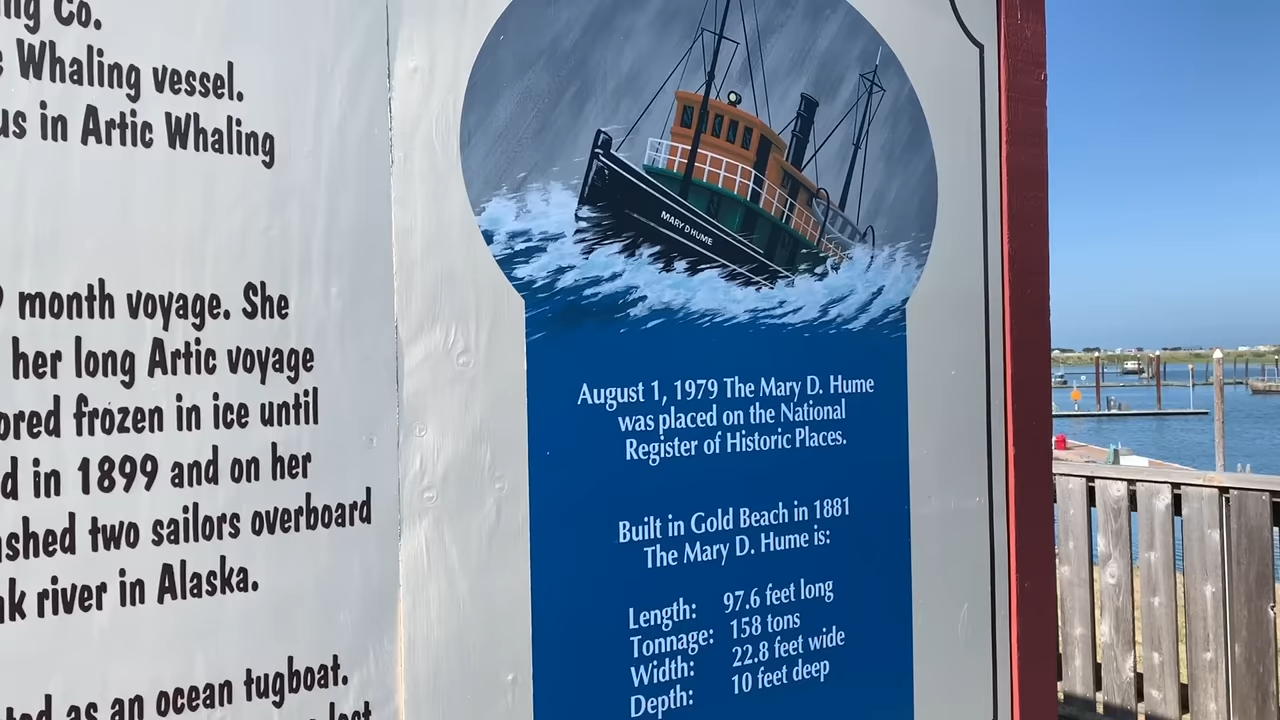 Co.
Whaling vessel.
in Artic Whaling
month voyage. She
her long Artic voyage
frozen in ice until
in 1899 and on her
two sailors overboard
river in Alaska.
as an ocean tugboat.
MARY D HUME
August 1, 1979 The Mary D. Hume
was placed on the National
Register of Historic Places.
Built in Gold Beach in 1881
The Mary D. Hume is:
Length: 97.6 feet long
Tonnage: 158 tons
Width: 22.8 feet wide
Depth: 10 feet deep